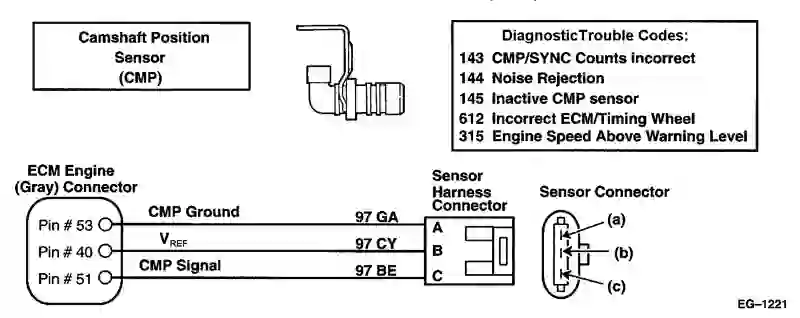 Camshaft Position
Sensor
(CMP)
DiagnosticTrouble Codes:
143 CMP/SYNC Counts incorrect
144 Noise Rejection
145 Inactive CMP sensor
612 Incorrect ECM/Timing Wheel
315 Engine Speed Above Warning Level
ECM Engine
(Gray) Connector
Pin # 53
CMP Ground
97 GA
Pin # 40
VREF
97 CY
Pin # 51
CMP Signal
97 BE
Sensor
Harness
Connector
A
B
C
Sensor Connector
(a)
(b)
(c)
EG–1221